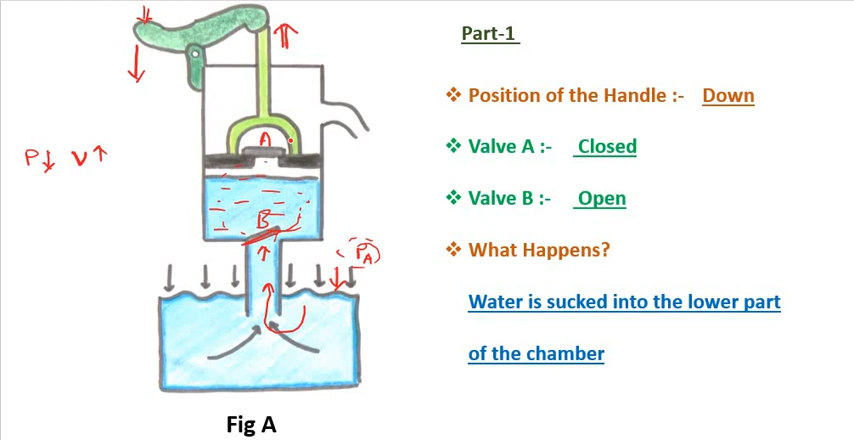 Part-1
❖ Position of the Handle :- Down
❖ Valve A :- Closed
❖ Valve B :- Open
❖ What Happens?
Water is sucked into the lower part
of the chamber
A
P↓ V↑
B
(PA)
Fig A